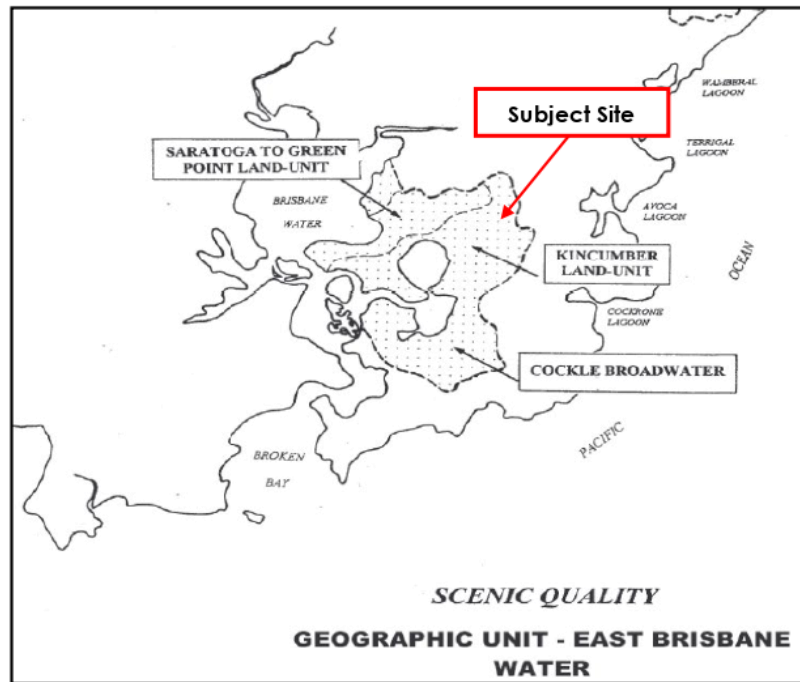 WAMBERAL
LAGOON
Subject Site
TERRIGAL
LAGOON
SARATOGA TO GREEN
POINT LAND-UNIT
BRISBANE
WATER
AVOCA
LAGOON
KINCUMBER
LAND-UNIT
OCEAN
COCKRONE
LAGOON
COCKLE BROADWATER
PACIFIC
BROKEN
BAY
SCENIC QUALITY
GEOGRAPHIC UNIT - EAST BRISBANE
WATER